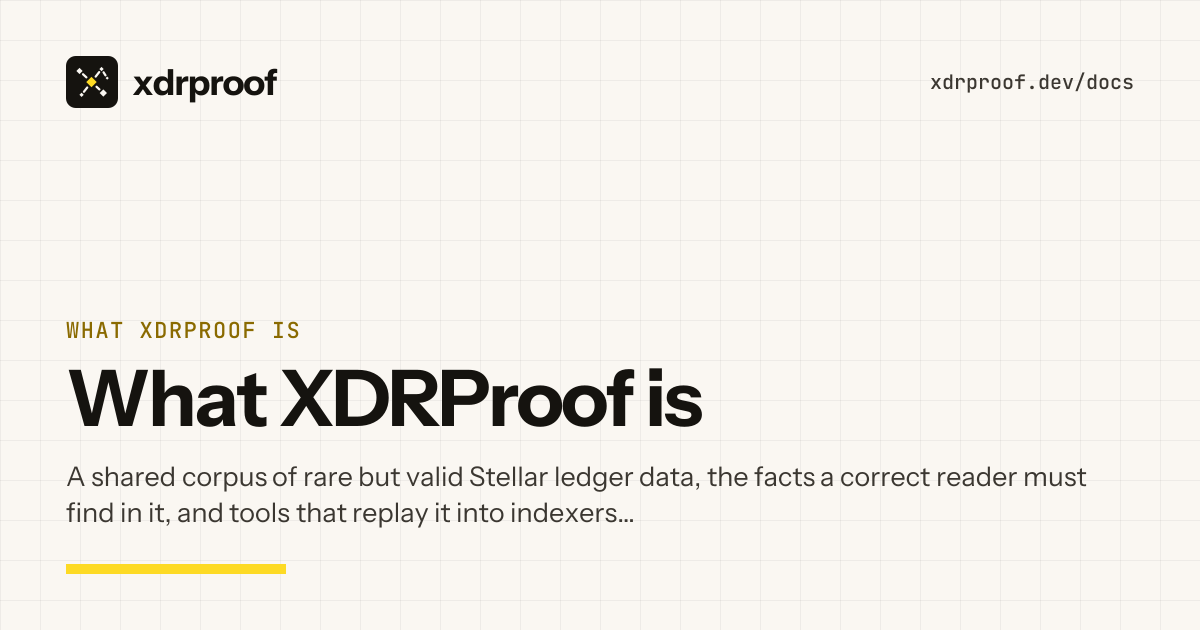 xdrproof
xdrproof.dev/docs
WHAT XDRPROOF IS
What XDRProof is
A shared corpus of rare but valid Stellar ledger data, the facts a correct reader must
find in it, and tools that replay it into indexers…